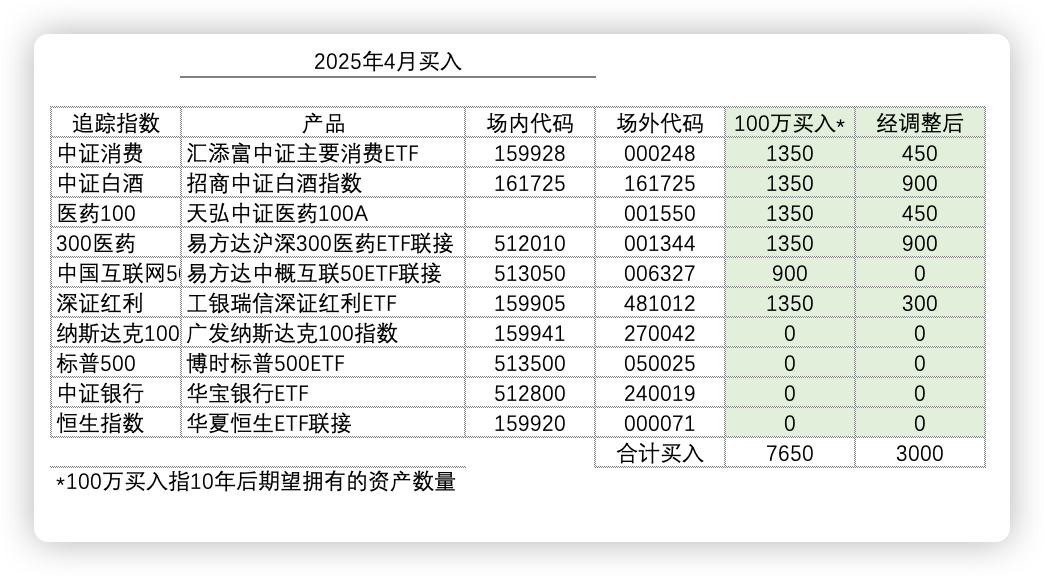 2025年4月买入
追踪指数 产品 场内代码 场外代码 100万买入* 经调整后
中证消费 汇添富中证主要消费ETF 159928 000248 1350 450
中证白酒 招商中证白酒指数 161725 161725 1350 900
医药100 天弘中证医药100A 001550 1350 450
300医药 易方达沪深300医药ETF联接 512010 001344 1350 900
中国互联网5 易方达中概互联50ETF联接 513050 006327 900 0
深证红利 工银瑞信深证红利ETF 159905 481012 1350 300
纳斯达克100 广发纳斯达克100指数 159941 270042 0 0
标普500 博时标普500ETF 513500 050025 0 0
中证银行 华宝银行ETF 512800 240019 0 0
恒生指数 华夏恒生ETF联接 159920 000071 0 0
合计买入 7650 3000
*100万买入指10年后期望拥有的资产数量